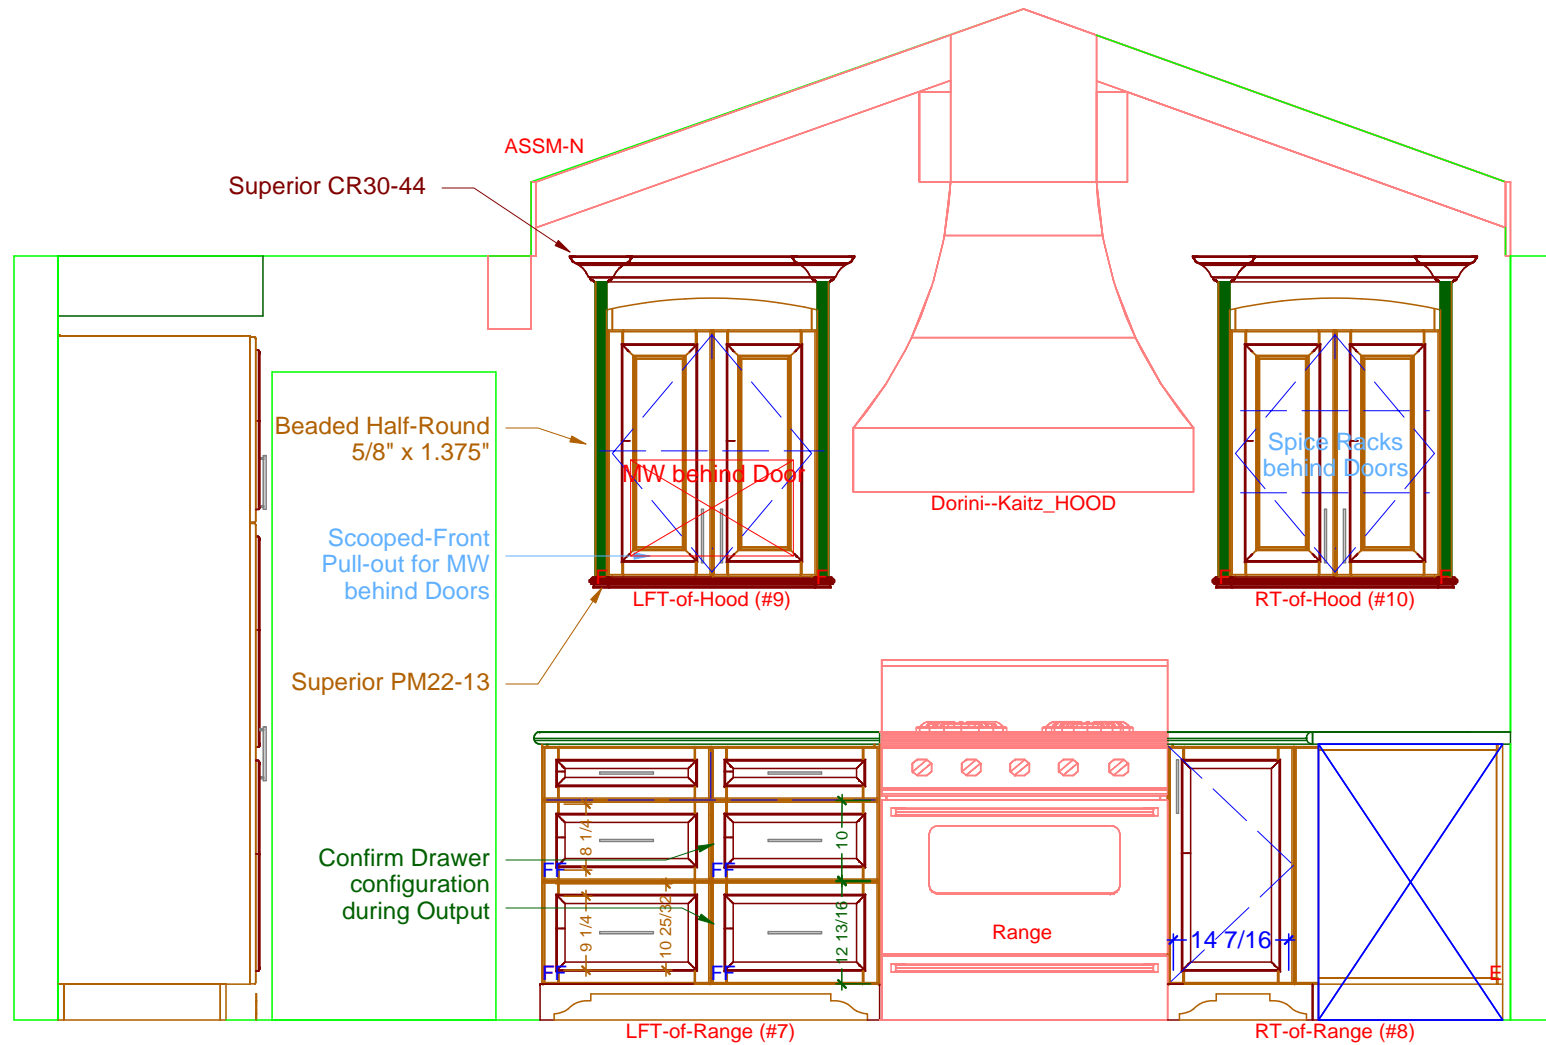 ASSM-N
Superior CR30-44
Beaded Half-Round
5/8" x 1.375"
MW behind Door
Spice Racks
behind Doors
Dorini--Kaitz_HOOD
Scooped-Front
Pull-out for MW
behind Doors
F
F
F
F
LFT-of-Hood (#9)
RT-of-Hood (#10)
Superior PM22-13
8 1/4
10
Confirm Drawer
configuration
during Output
FF
9 1/4
10 25/32
12 13/16
Range
14 7/16
FF
FF
F
LFT-of-Range (#7)
RT-of-Range (#8)